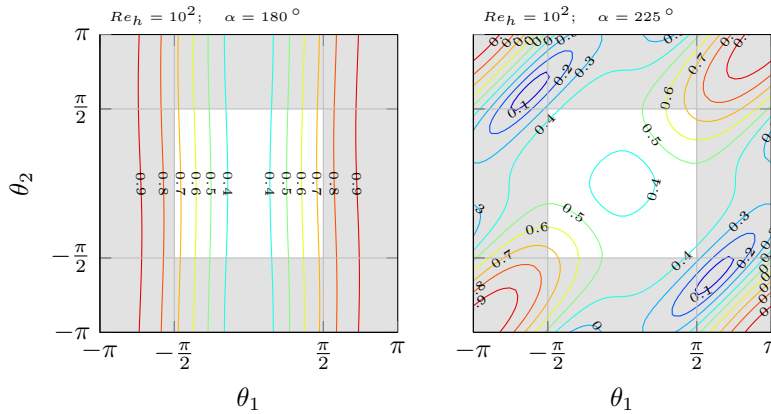 Re_h = 10^2; α = 180°
π
π/2
−π/2
−π
θ_2
0.9 0.8 0.7 0.6 0.5 0.4 0.4 0.5 0.6 0.7 0.8 0.9
−π −π/2 π/2 π
θ_1
Re_h = 10^2; α = 225°
0.2 0.3 0.7
0.1 0.4 0.6
0.5
0.4
0.5 0.3
0.6 0.4 0.2
0.7 0.1
−π −π/2 π/2 π
θ_1